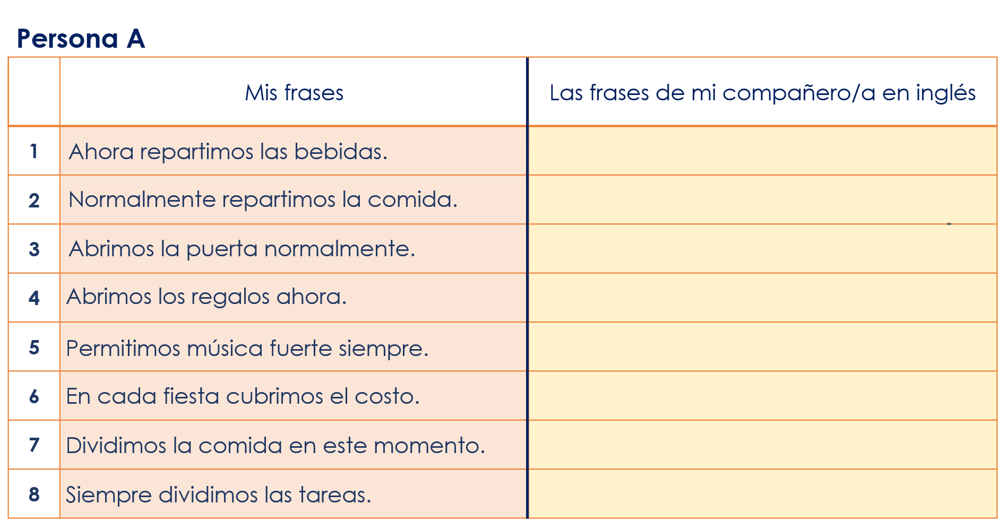 Persona A
Mis frases
Las frases de mi compañero/a en inglés
1 Ahora repartimos las bebidas.
2 Normalmente repartimos la comida.
3 Abrimos la puerta normalmente.
4 Abrimos los regalos ahora.
5 Permitimos música fuerte siempre.
6 En cada fiesta cubrimos el costo.
7 Dividimos la comida en este momento.
8 Siempre dividimos las tareas.